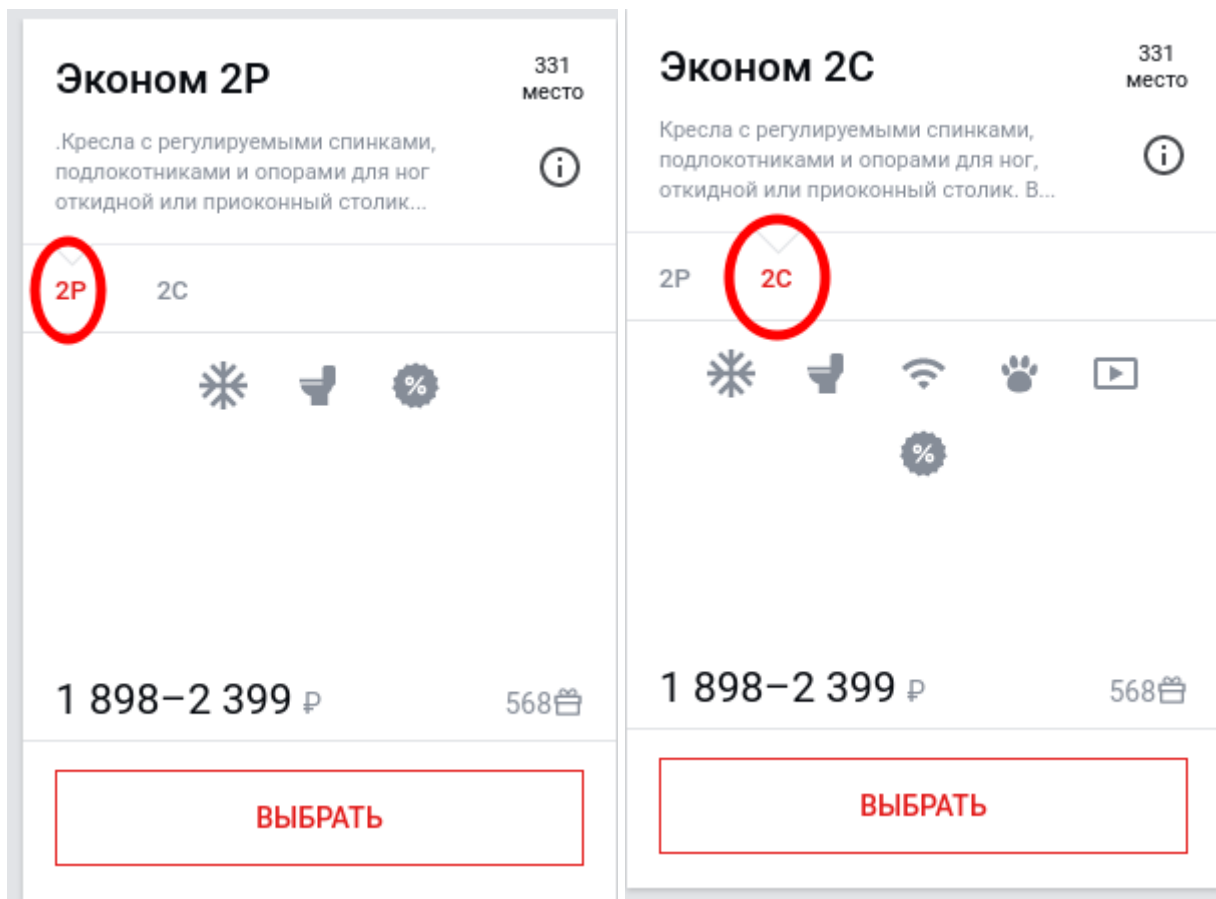 Эконом 2Р
331
место
.Кресла с регулируемыми спинками,
подлокотниками и опорами для ног
откидной или приоконный столик...
2Р
2С
%
1 898–2 399 ₽
568
ВЫБРАТЬ
Эконом 2С
331
место
Кресла с регулируемыми спинками,
подлокотниками и опорами для ног,
откидной или приоконный столик. В...
2Р
2С
%
1 898–2 399 ₽
568
ВЫБРАТЬ